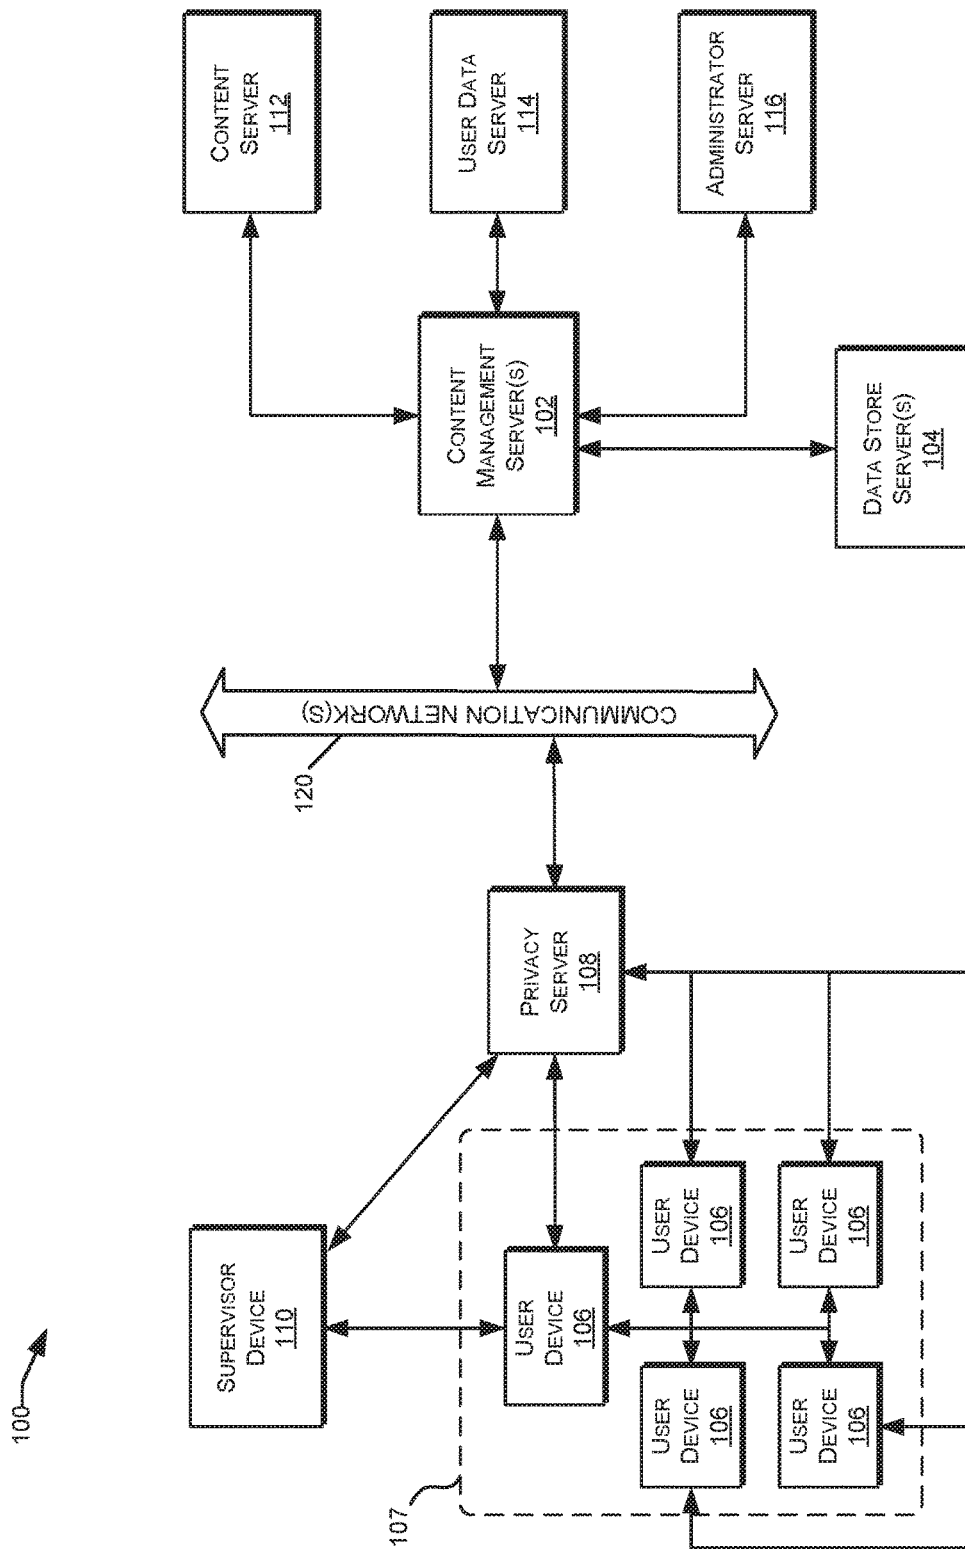 100
SUPERVISOR
DEVICE
110
107
USER
DEVICE
106
USER
DEVICE
106
USER
DEVICE
106
USER
DEVICE
106
USER
DEVICE
106
PRIVACY
SERVER
108
120
COMMUNICATION NETWORK(S)
CONTENT
MANAGEMENT
SERVER(S)
102
CONTENT
SERVER
112
USER DATA
SERVER
114
ADMINISTRATOR
SERVER
116
DATA STORE
SERVER(S)
104